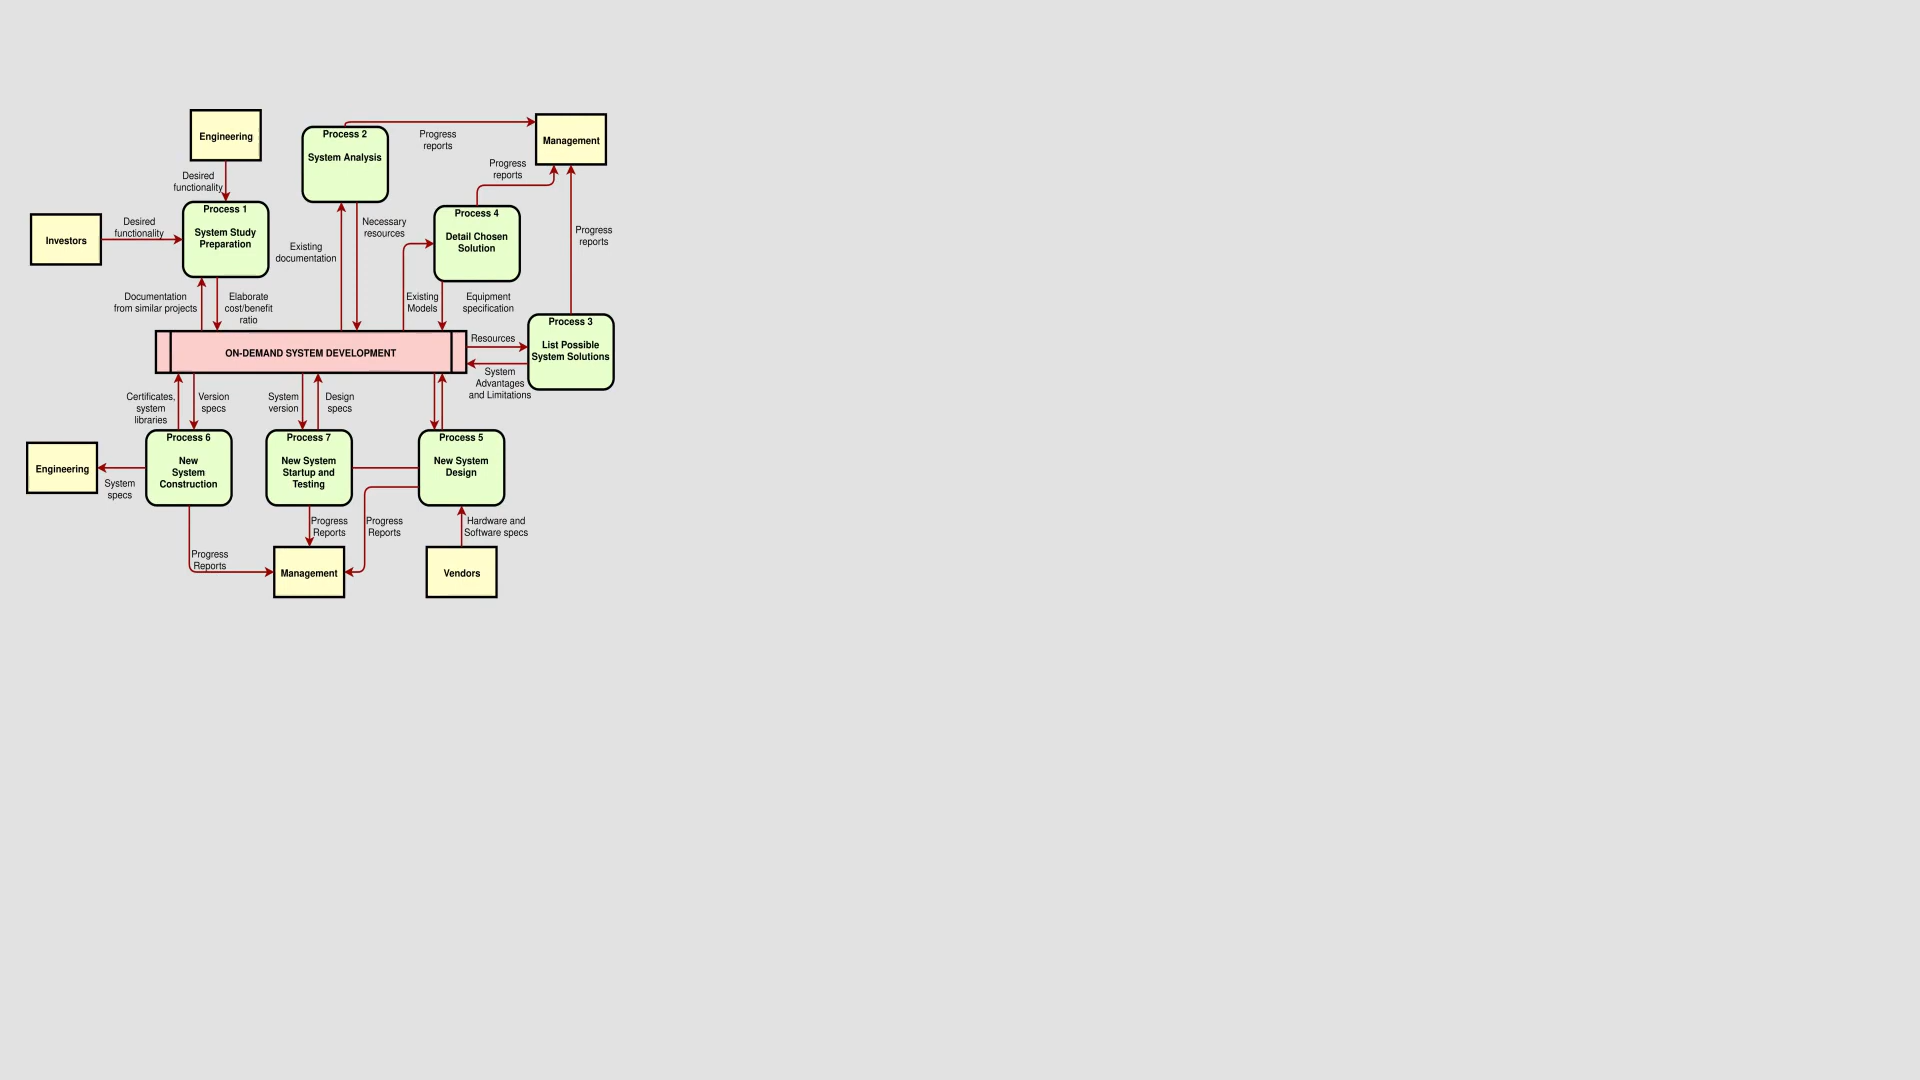 Engineering
Process 2
System Analysis
Progress
reports
Management
Progress
reports
Desired
functionality
Process 1
System Study
Preparation
Investors
Desired
functionality
Necessary
resources
Process 4
Detail Chosen
Solution
Progress
reports
Existing
documentation
Documentation
from similar projects
Elaborate
cost/benefit
ratio
Existing
Models
Equipment
specification
Process 3
List Possible
System Solutions
ON-DEMAND SYSTEM DEVELOPMENT
Resources
System
Advantages
and Limitations
Certificates,
system
libraries
Version
specs
System
version
Design
specs
Process 6
New
System
Construction
Process 7
New System
Startup and
Testing
Process 5
New System
Design
Engineering
System
specs
Progress
Reports
Progress
Reports
Hardware and
Software specs
Progress
Reports
Management
Vendors